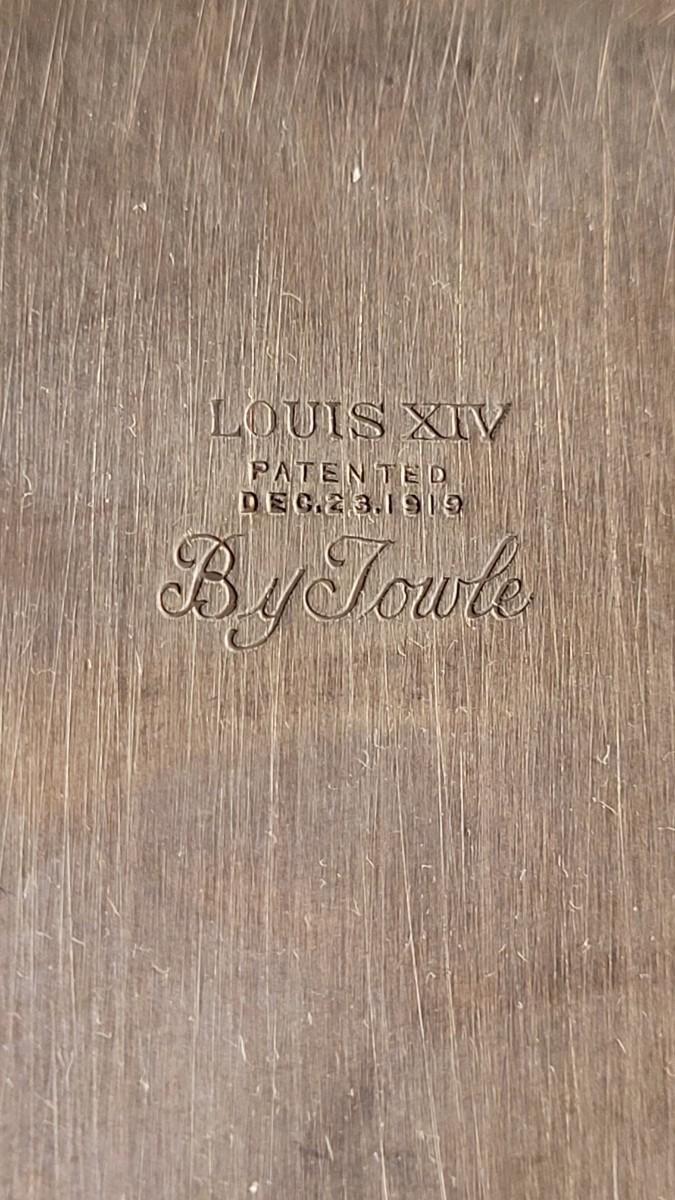 LOUIS XIV
PATENTED
DEC.23.1919
By Towle